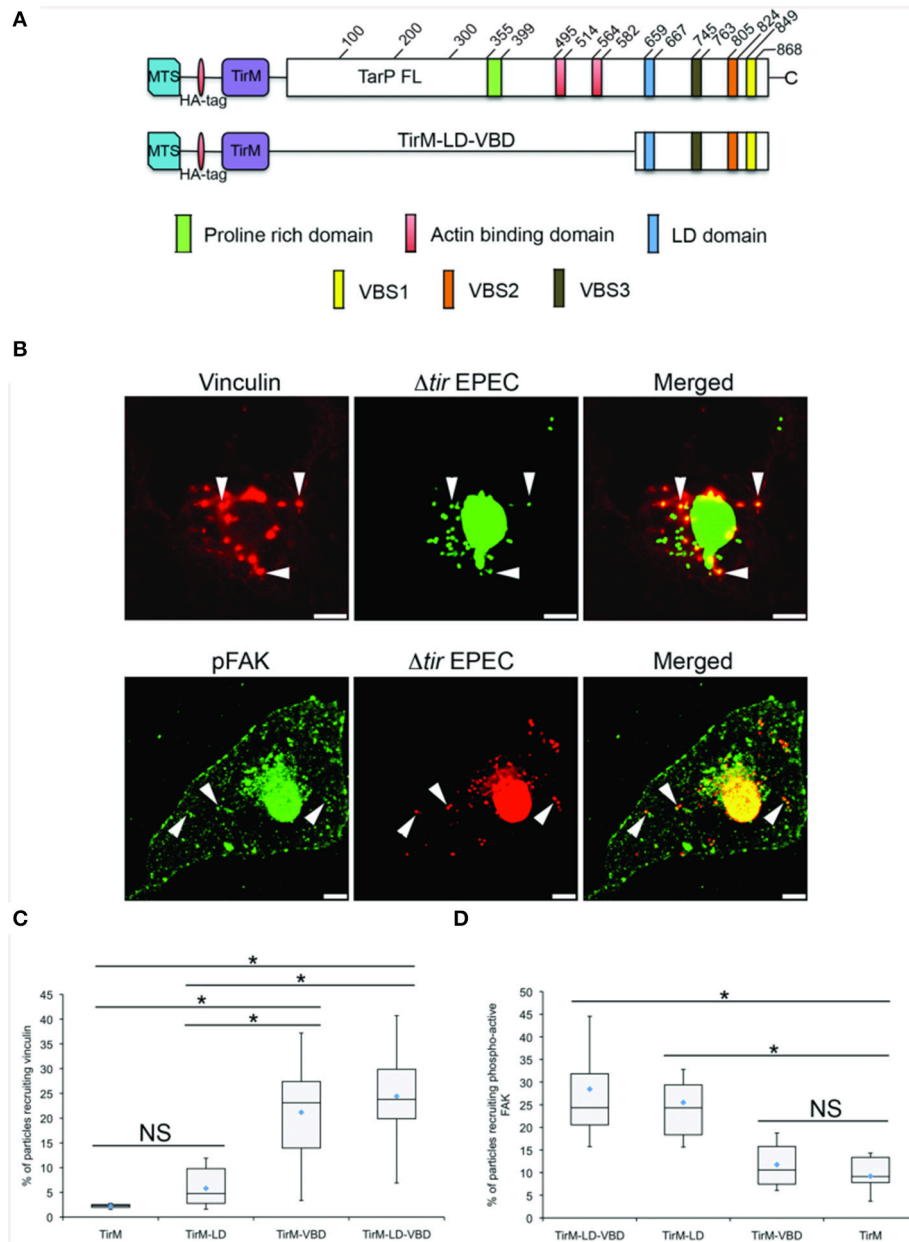 A
100 200 300 355 399 495 514 564 582 659 667 745 763 805 824 849 868
MTS HA-tag TirM TarP FL C
MTS HA-tag TirM TirM-LD-VBD
Proline rich domain Actin binding domain LD domain
VBS1 VBS2 VBS3
B
Vinculin Δtir EPEC Merged
pFAK Δtir EPEC Merged
C
% of particles recruiting vinculin
45
40
35
30
25
20
15
10
5
0
*
*
*
*
NS
TirM TirM-LD TirM-VBD TirM-LD-VBD
D
% of particles recruiting phospho-active
FAK
50
45
40
35
30
25
20
15
10
5
0
*
*
NS
TirM-LD-VBD TirM-LD TirM-VBD TirM